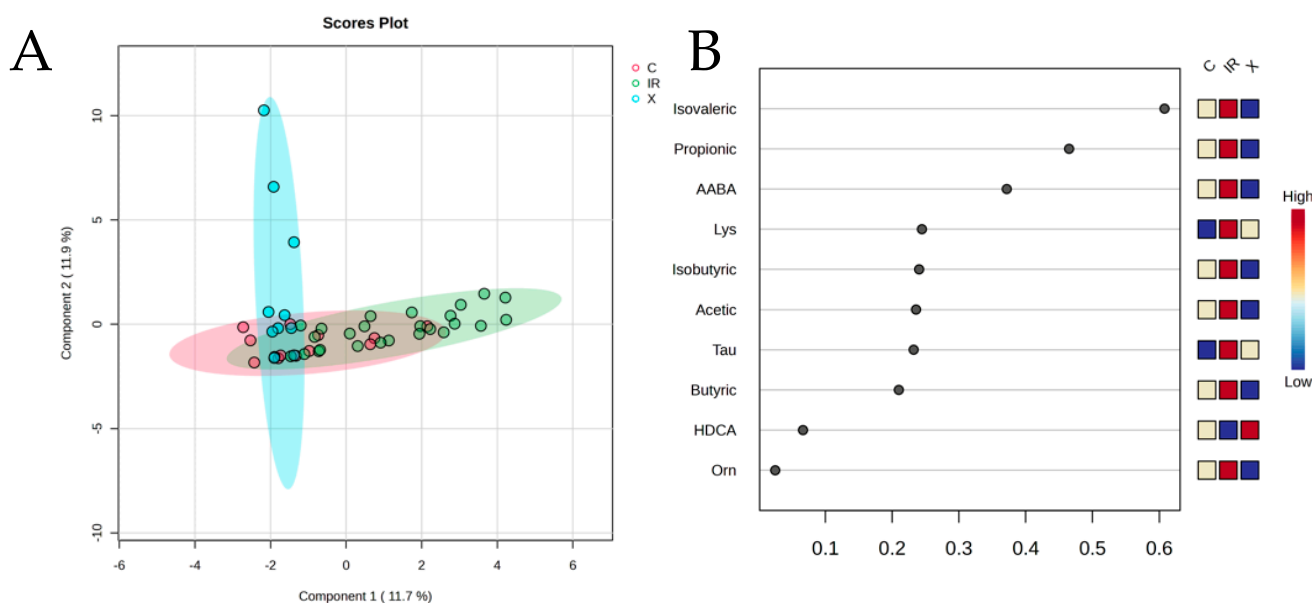 A
Scores Plot
C
IR
X
10
5
0
-5
-10
Component 2 ( 11.9 %)
-6
-4
-2
0
2
4
6
Component 1 ( 11.7 %)
B
C
IR
X
Isovaleric
Propionic
AABA
Lys
Isobutyric
Acetic
Tau
Butyric
HDCA
Orn
0.1
0.2
0.3
0.4
0.5
0.6
High
Low